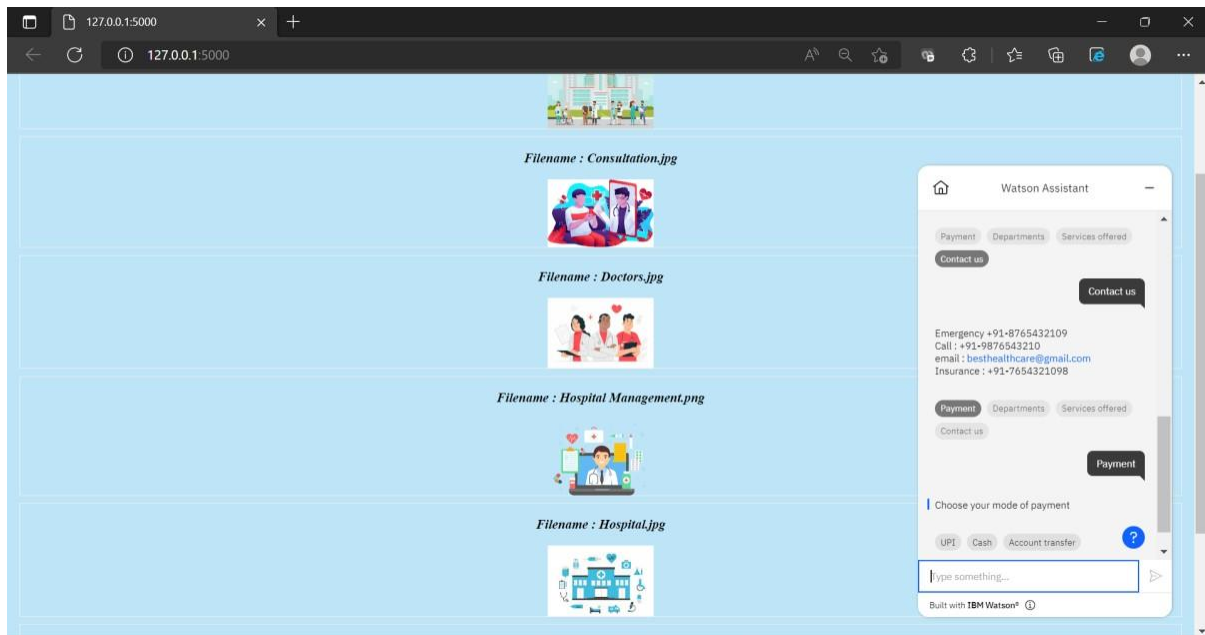 127.0.0.1:5000
127.0.0.1:5000
Filename : Consultation.jpg
Filename : Doctors.jpg
Filename : Hospital Management.png
Filename : Hospital.jpg
Watson Assistant
Payment Departments Services offered
Contact us
Contact us
Emergency +91-8765432109
Call : +91-9876543210
email : besthealthcare@gmail.com
Insurance : +91-7654321098
Payment Departments Services offered
Contact us
Payment
Choose your mode of payment
UPI Cash Account transfer
?
Type something...
Built with IBM Watson®